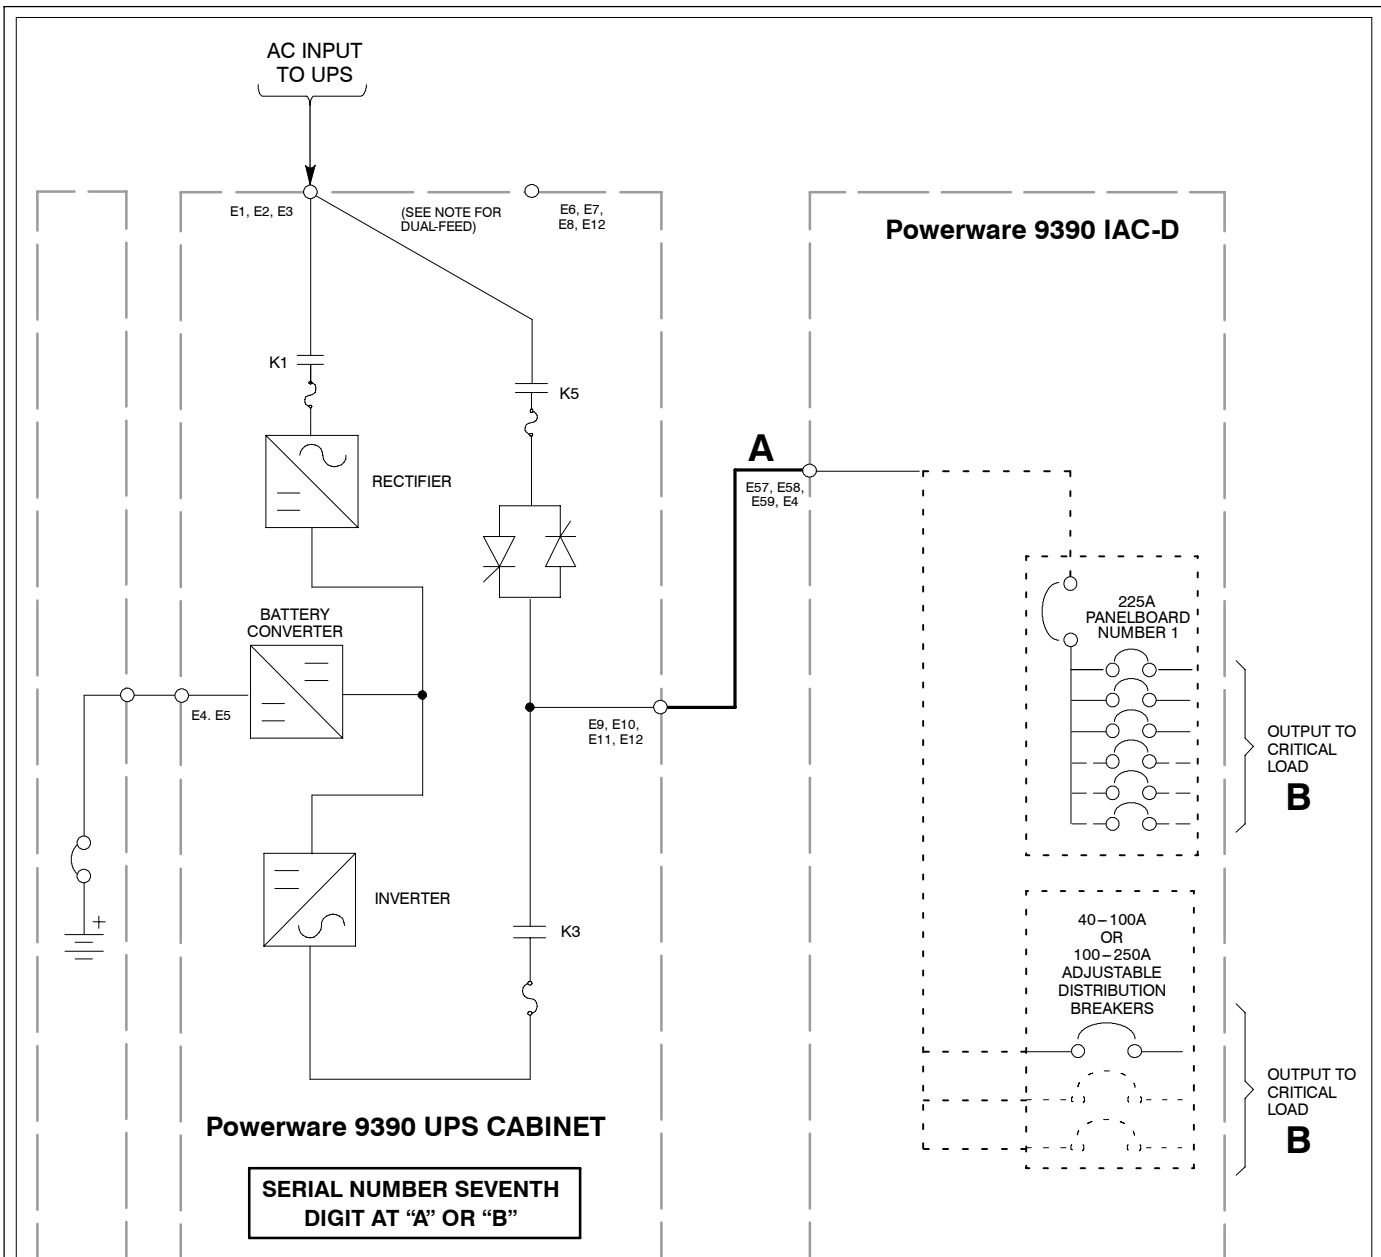 AC INPUT
TO UPS
E1, E2, E3
(SEE NOTE FOR
DUAL-FEED)
E6, E7,
E8, E12
Powerware 9390 IAC-D
K1
K5
RECTIFIER
A
E57, E58,
E59, E4
225A
PANELBOARD
NUMBER 1
BATTERY
CONVERTER
E4. E5
E9, E10,
E11, E12
OUTPUT TO
CRITICAL
LOAD
B
INVERTER
K3
+
40–100A
OR
100–250A
ADJUSTABLE
DISTRIBUTION
BREAKERS
OUTPUT TO
CRITICAL
LOAD
B
Powerware 9390 UPS CABINET
SERIAL NUMBER SEVENTH
DIGIT AT “A” OR “B”